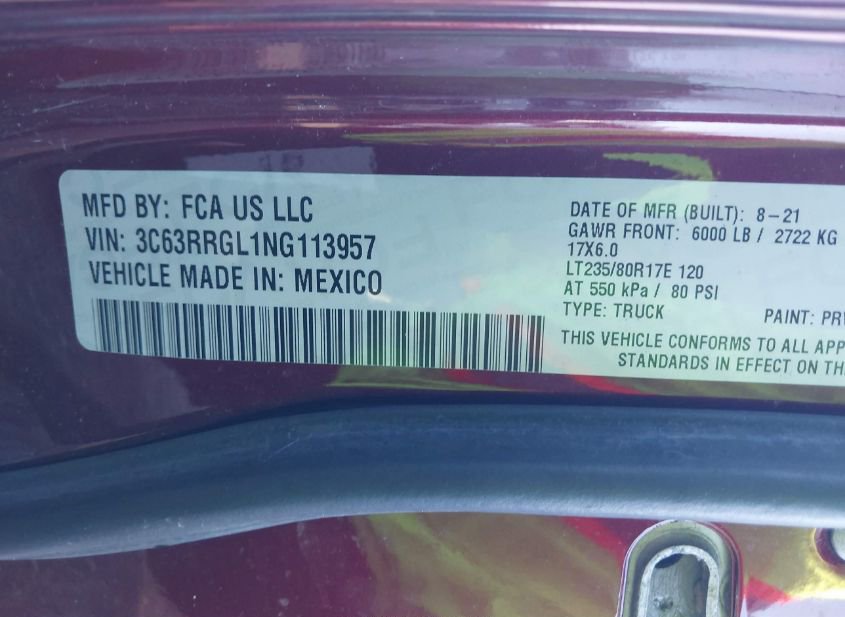 MFD BY: FCA US LLC
VIN: 3C63RRGL1NG113957
VEHICLE MADE IN: MEXICO
DATE OF MFR (BUILT): 8-21
GAWR FRONT: 6000 LB / 2722 KG
17X6.0
LT235/80R17E 120
AT 550 kPa / 80 PSI
TYPE: TRUCK PAINT:
THIS VEHICLE CONFORMS TO ALL
STANDARDS IN EFFECT ON